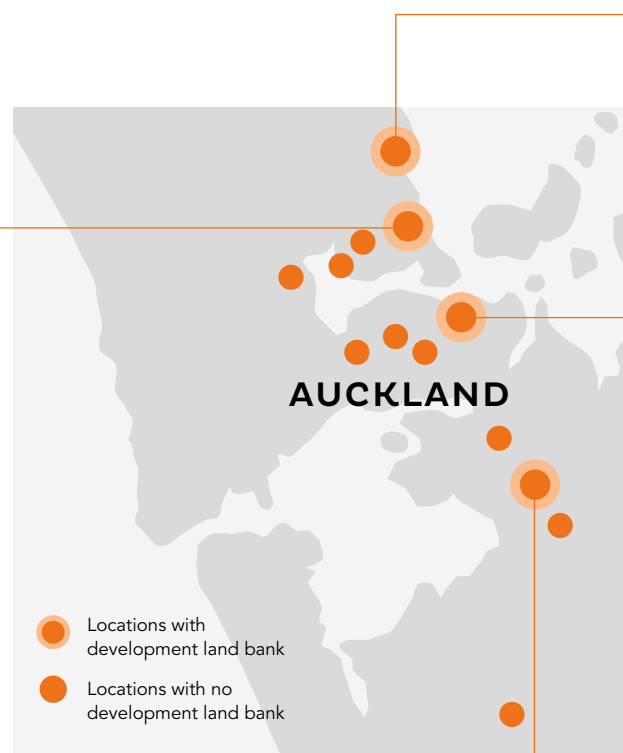 AUCKLAND
Locations with
development land bank
Locations with no
development land bank